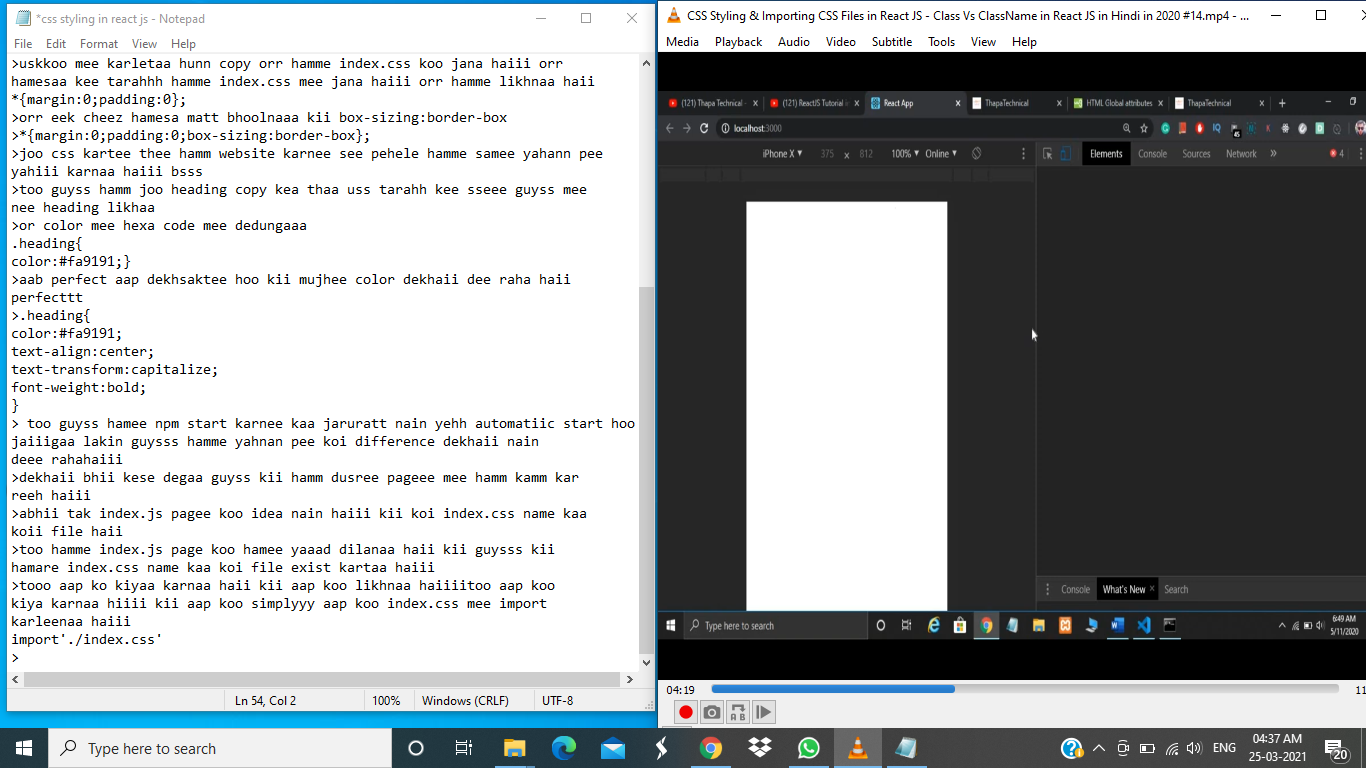 *css styling in react js - Notepad
File Edit Format View Help
>uskkoo mee karletaa hunn copy orr hamme index.css koo jana haiii orr
hamesaa kee tarahhh hamme index.css mee jana haiii orr hamme likhnaa haii
*{margin:0;padding:0};
>orr eek cheez hamesa matt bhoolnaaa kii box-sizing:border-box
>*{margin:0;padding:0;box-sizing:border-box};
>joo css kartee thee hamm website karnee see pehele hamme samee yahann pee
yahiii karnaa haiii bsss
>too guyss hamm joo heading copy kea thaa uss tarahh kee sseee guyss mee
nee heading likhaa
>or color mee hexa code mee dedungaaa
.heading{
color:#fa9191;}
>aab perfect aap dekhsaktee hoo kii mujhee color dekhaii dee raha haii
perfecttt
>.heading{
color:#fa9191;
text-align:center;
text-transform:capitalize;
font-weight:bold;
}
> too guyss hamee npm start karnee kaa jaruratt nain yehh automatiic start hoo
jaiiigaa lakin guysss hamme yahnan pee koi difference dekhaii nain
deee rahahaiii
>dekhaii bhii kese degaa guyss kii hamm dusree pageee mee hamm kamm kar
reeh haiii
>abhii tak index.js pagee koo idea nain haiii kii koi index.css name kaa
koii file haii
>too hamme index.js page koo hamee yaaad dilanaa haii kii guysss kii
hamare index.css name kaa koi file exist kartaa haiii
>tooo aap ko kiyaa karnaa haii kii aap koo likhnaa haiiiitoo aap koo
kiya karnaa hiiii kii aap koo simplyyy aap koo index.css mee import
karleenaa haiii
import'./index.css'
>
Ln 54, Col 2 100% Windows (CRLF) UTF-8
CSS Styling & Importing CSS Files in React JS - Class Vs ClassName in React JS in Hindi in 2020 #14.mp4 - ...
Media Playback Audio Video Subtitle Tools View Help
(121) Thapa Technical - (121) ReactJS Tutorial i React App ThapaTechnical HTML Global attributes ThapaTechnical
localhost:3000
iPhone X 375 x 812 100% Online Elements Console Sources Network 4
Console What's New Search
Type here to search 6:49 AM
5/11/2020
04:19 11
Type here to search ENG 04:37 AM
25-03-2021 20